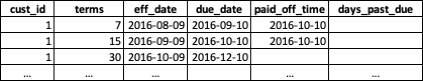 cust_id terms eff_date due_date paid_off_time days_past_due
1 7 2016-08-09 2016-09-10 2016-10-10
1 15 2016-09-09 2016-10-10 2016-10-10
1 30 2016-10-09 2016-12-10
... ... ... ... ... ...